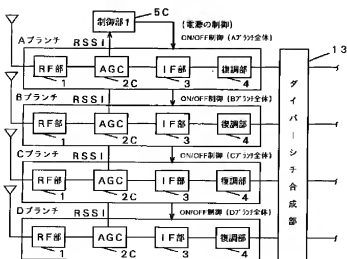 制御部1
5C
(電源の制御)
Aブランチ
RSSI
ON/OFF制御 (Aブランチ全体)
13
RF部
AGC
IF部
復調部
1
2C
3
4
Bブランチ
RSSI
ON/OFF制御 (Bブランチ全体)
RF部
AGC
IF部
復調部
1
2C
3
4
Cブランチ
RSSI
ON/OFF制御 (Cブランチ全体)
RF部
AGC
IF部
復調部
1
2C
3
4
Dブランチ
RSSI
ON/OFF制御 (Dブランチ全体)
RF部
AGC
IF部
復調部
1
2C
3
4
ダイバーシチ合成部